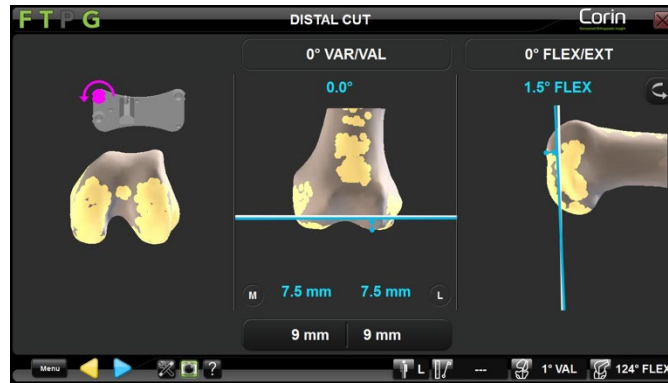 FTPG
DISTAL CUT
Corin
0° VAR/VAL
0° FLEX/EXT
0.0°
1.5° FLEX
M 7.5 mm 7.5 mm L
9 mm 9 mm
Menu ? L --- 1° VAL 124° FLEX